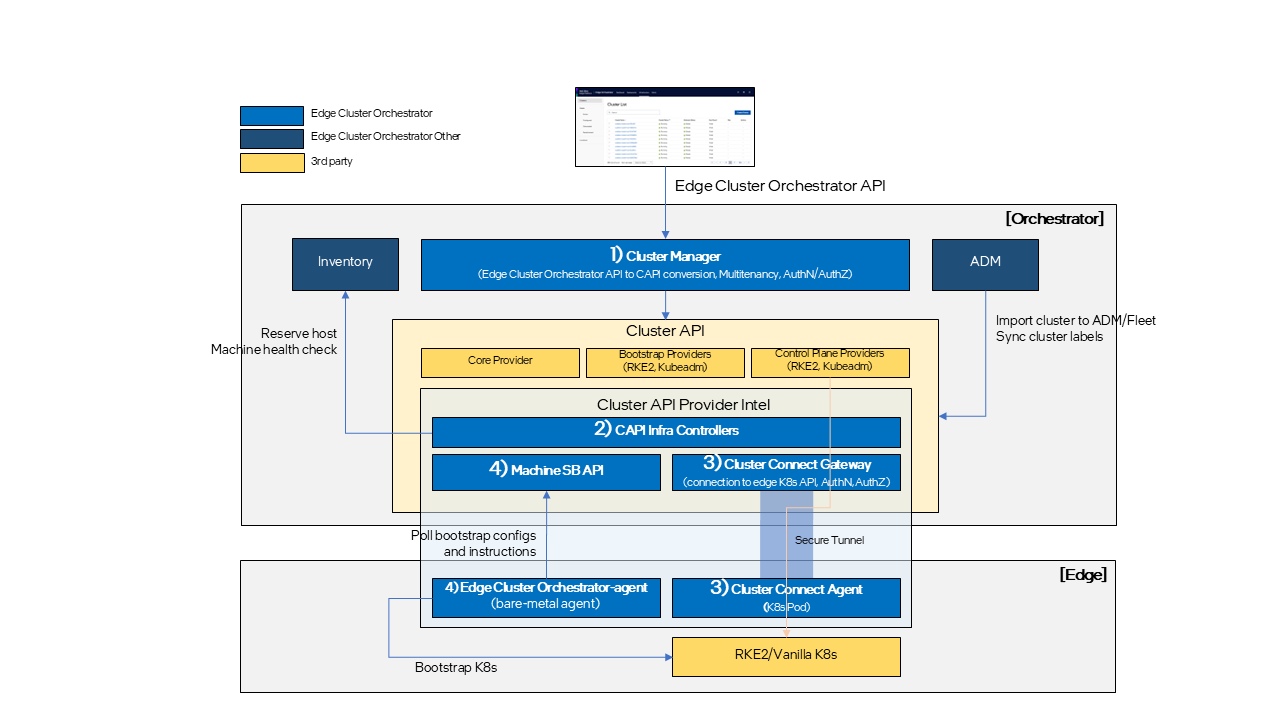 Edge Cluster Orchestrator
Edge Cluster Orchestrator Other
3rd party
Cluster List
Edge Cluster Orchestrator API
[Orchestrator]
Inventory
1) Cluster Manager
(Edge Cluster Orchestrator API to CAPI conversion, Multitenancy, AuthN/AuthZ)
ADM
Reserve host
Machine health check
Import cluster to ADM/Fleet
Sync cluster labels
Cluster API
Core Provider
Bootstrap Providers
(RKE2, Kubeadm)
Control Plane Providers
(RKE2, Kubeadm)
Cluster API Provider Intel
2) CAPI Infra Controllers
4) Machine SB API
3) Cluster Connect Gateway
(connection to edge K8s API, AuthN, AuthZ)
Poll bootstrap configs
and instructions
Secure Tunnel
[Edge]
4) Edge Cluster Orchestrator-agent
(bare-metal agent)
3) Cluster Connect Agent
(K8s Pod)
Bootstrap K8s
RKE2/Vanilla K8s